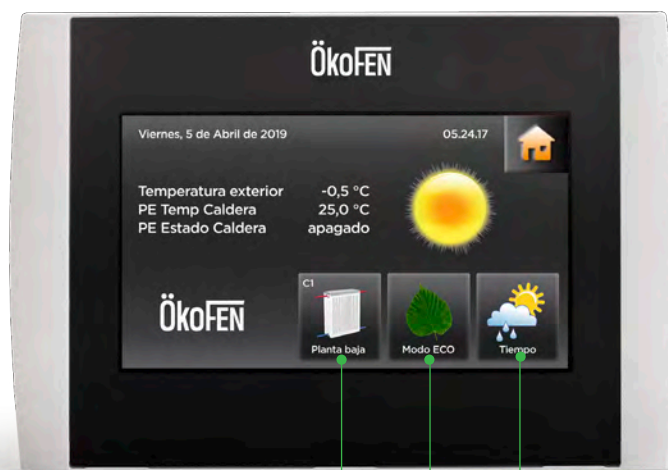 ÖkoFEN
Viernes, 5 de Abril de 2019 05.24.17
Temperatura exterior -0,5 °C
PE Temp Caldera 25,0 °C
PE Estado Caldera apagado
ÖkoFEN
C1
Planta baja
Modo ECO
Tiempo